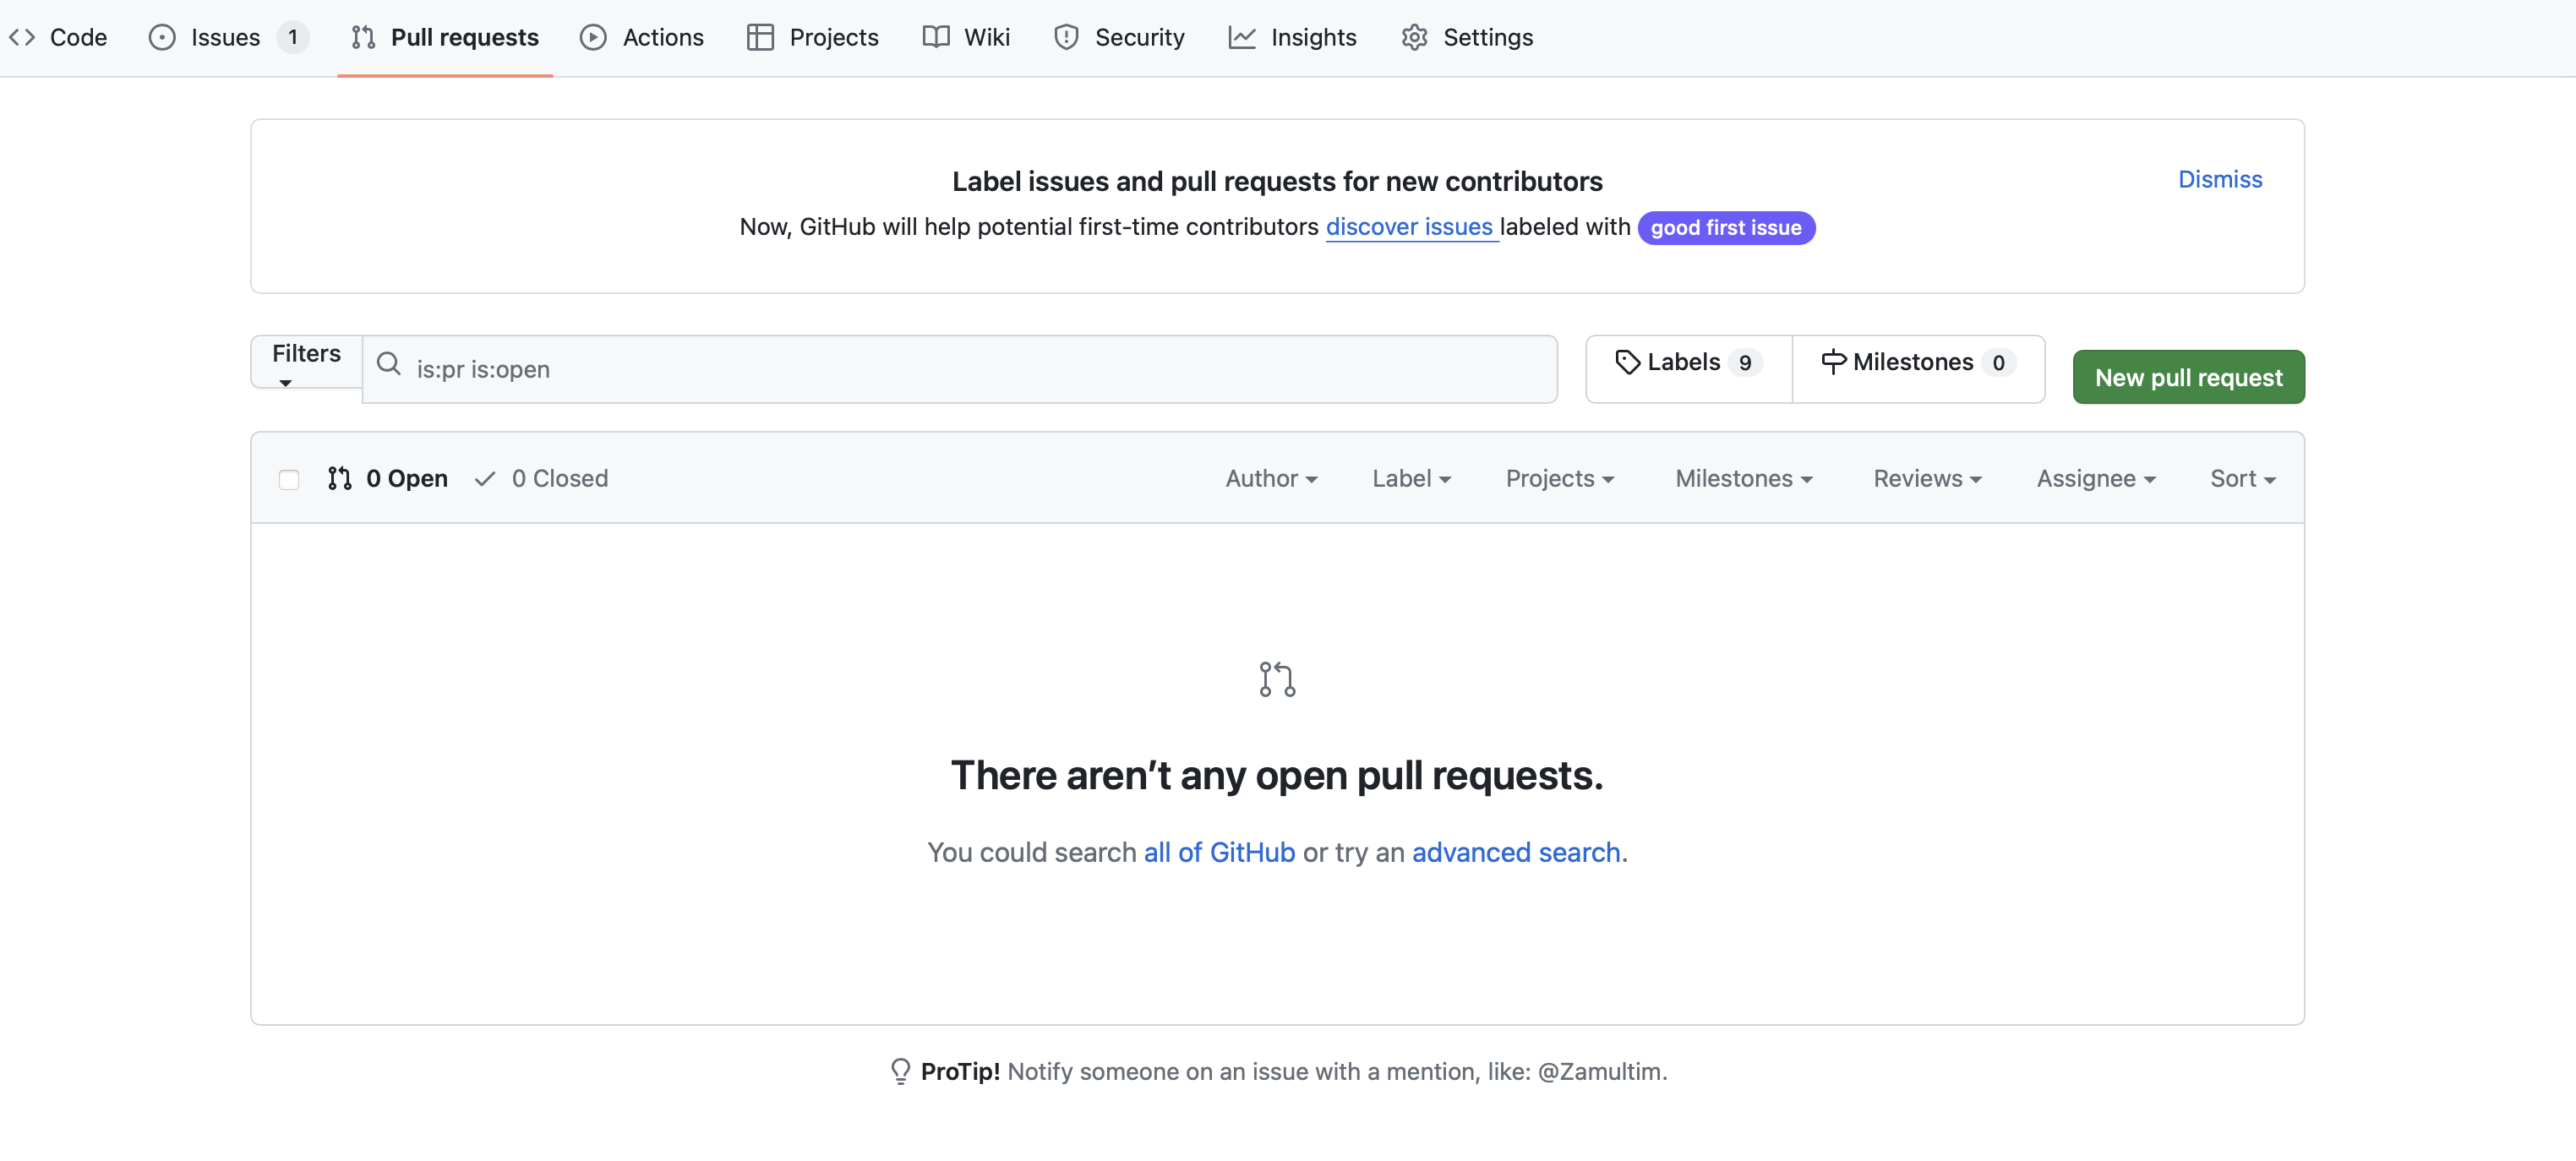 Code Issues 1 Pull requests Actions Projects Wiki Security Insights Settings
Label issues and pull requests for new contributors
Dismiss
Now, GitHub will help potential first-time contributors discover issues labeled with good first issue
Filters is:pr is:open Labels 9 Milestones 0 New pull request
0 Open 0 Closed Author Label Projects Milestones Reviews Assignee Sort
There aren’t any open pull requests.
You could search all of GitHub or try an advanced search.
ProTip! Notify someone on an issue with a mention, like: @Zamultim.